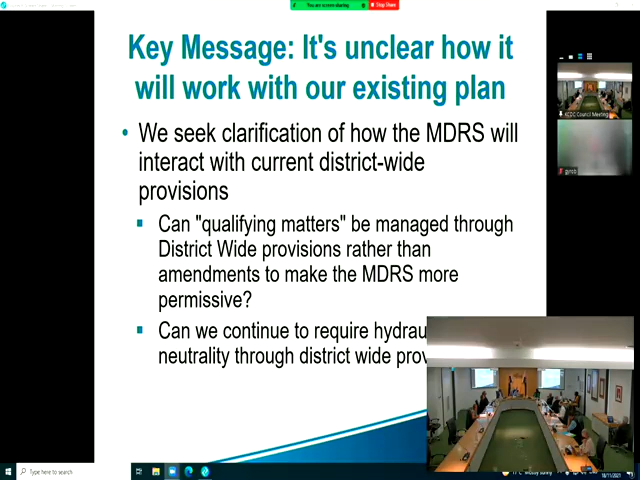 You are screen sharing
Stop Share
Key Message: It's unclear how it
will work with our existing plan
• We seek clarification of how the MDRS will
interact with current district-wide
provisions
Can "qualifying matters" be managed through
District Wide provisions rather than
amendments to make the MDRS more
permissive?
Can we continue to require
neutrality through district wide
KCDC Council Meeting
Type here to search
18/11/2021